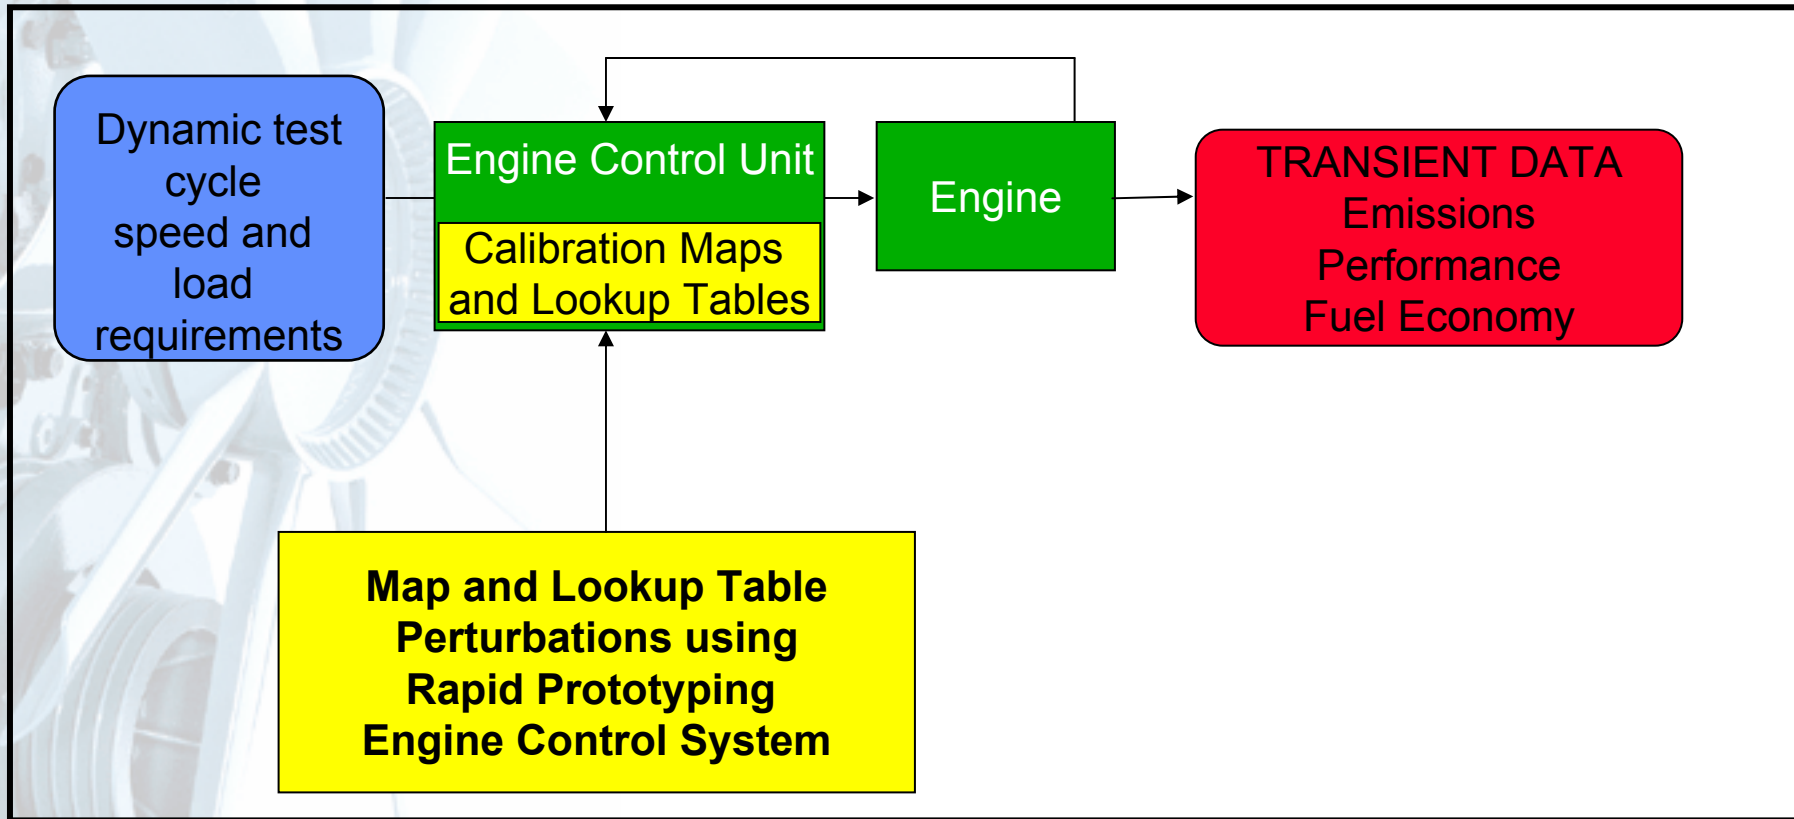 Dynamic test
cycle
speed and
load
requirements
Engine Control Unit
Calibration Maps
and Lookup Tables
Engine
TRANSIENT DATA
Emissions
Performance
Fuel Economy
Map and Lookup Table
Perturbations using
Rapid Prototyping
Engine Control System